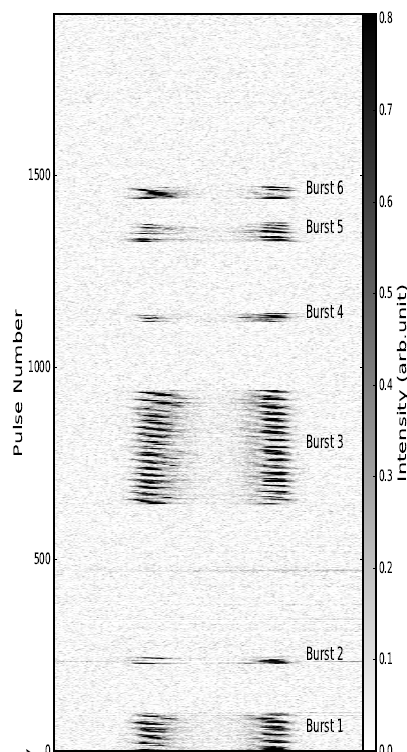 0.8
0.7
1500
Burst 6
Burst 5
0.6
0.5
Burst 4
Pulse Number
1000
Intensity (arb.unit)
0.4
Burst 3
0.3
500
0.2
Burst 2
0.1
Burst 1
0
0.0